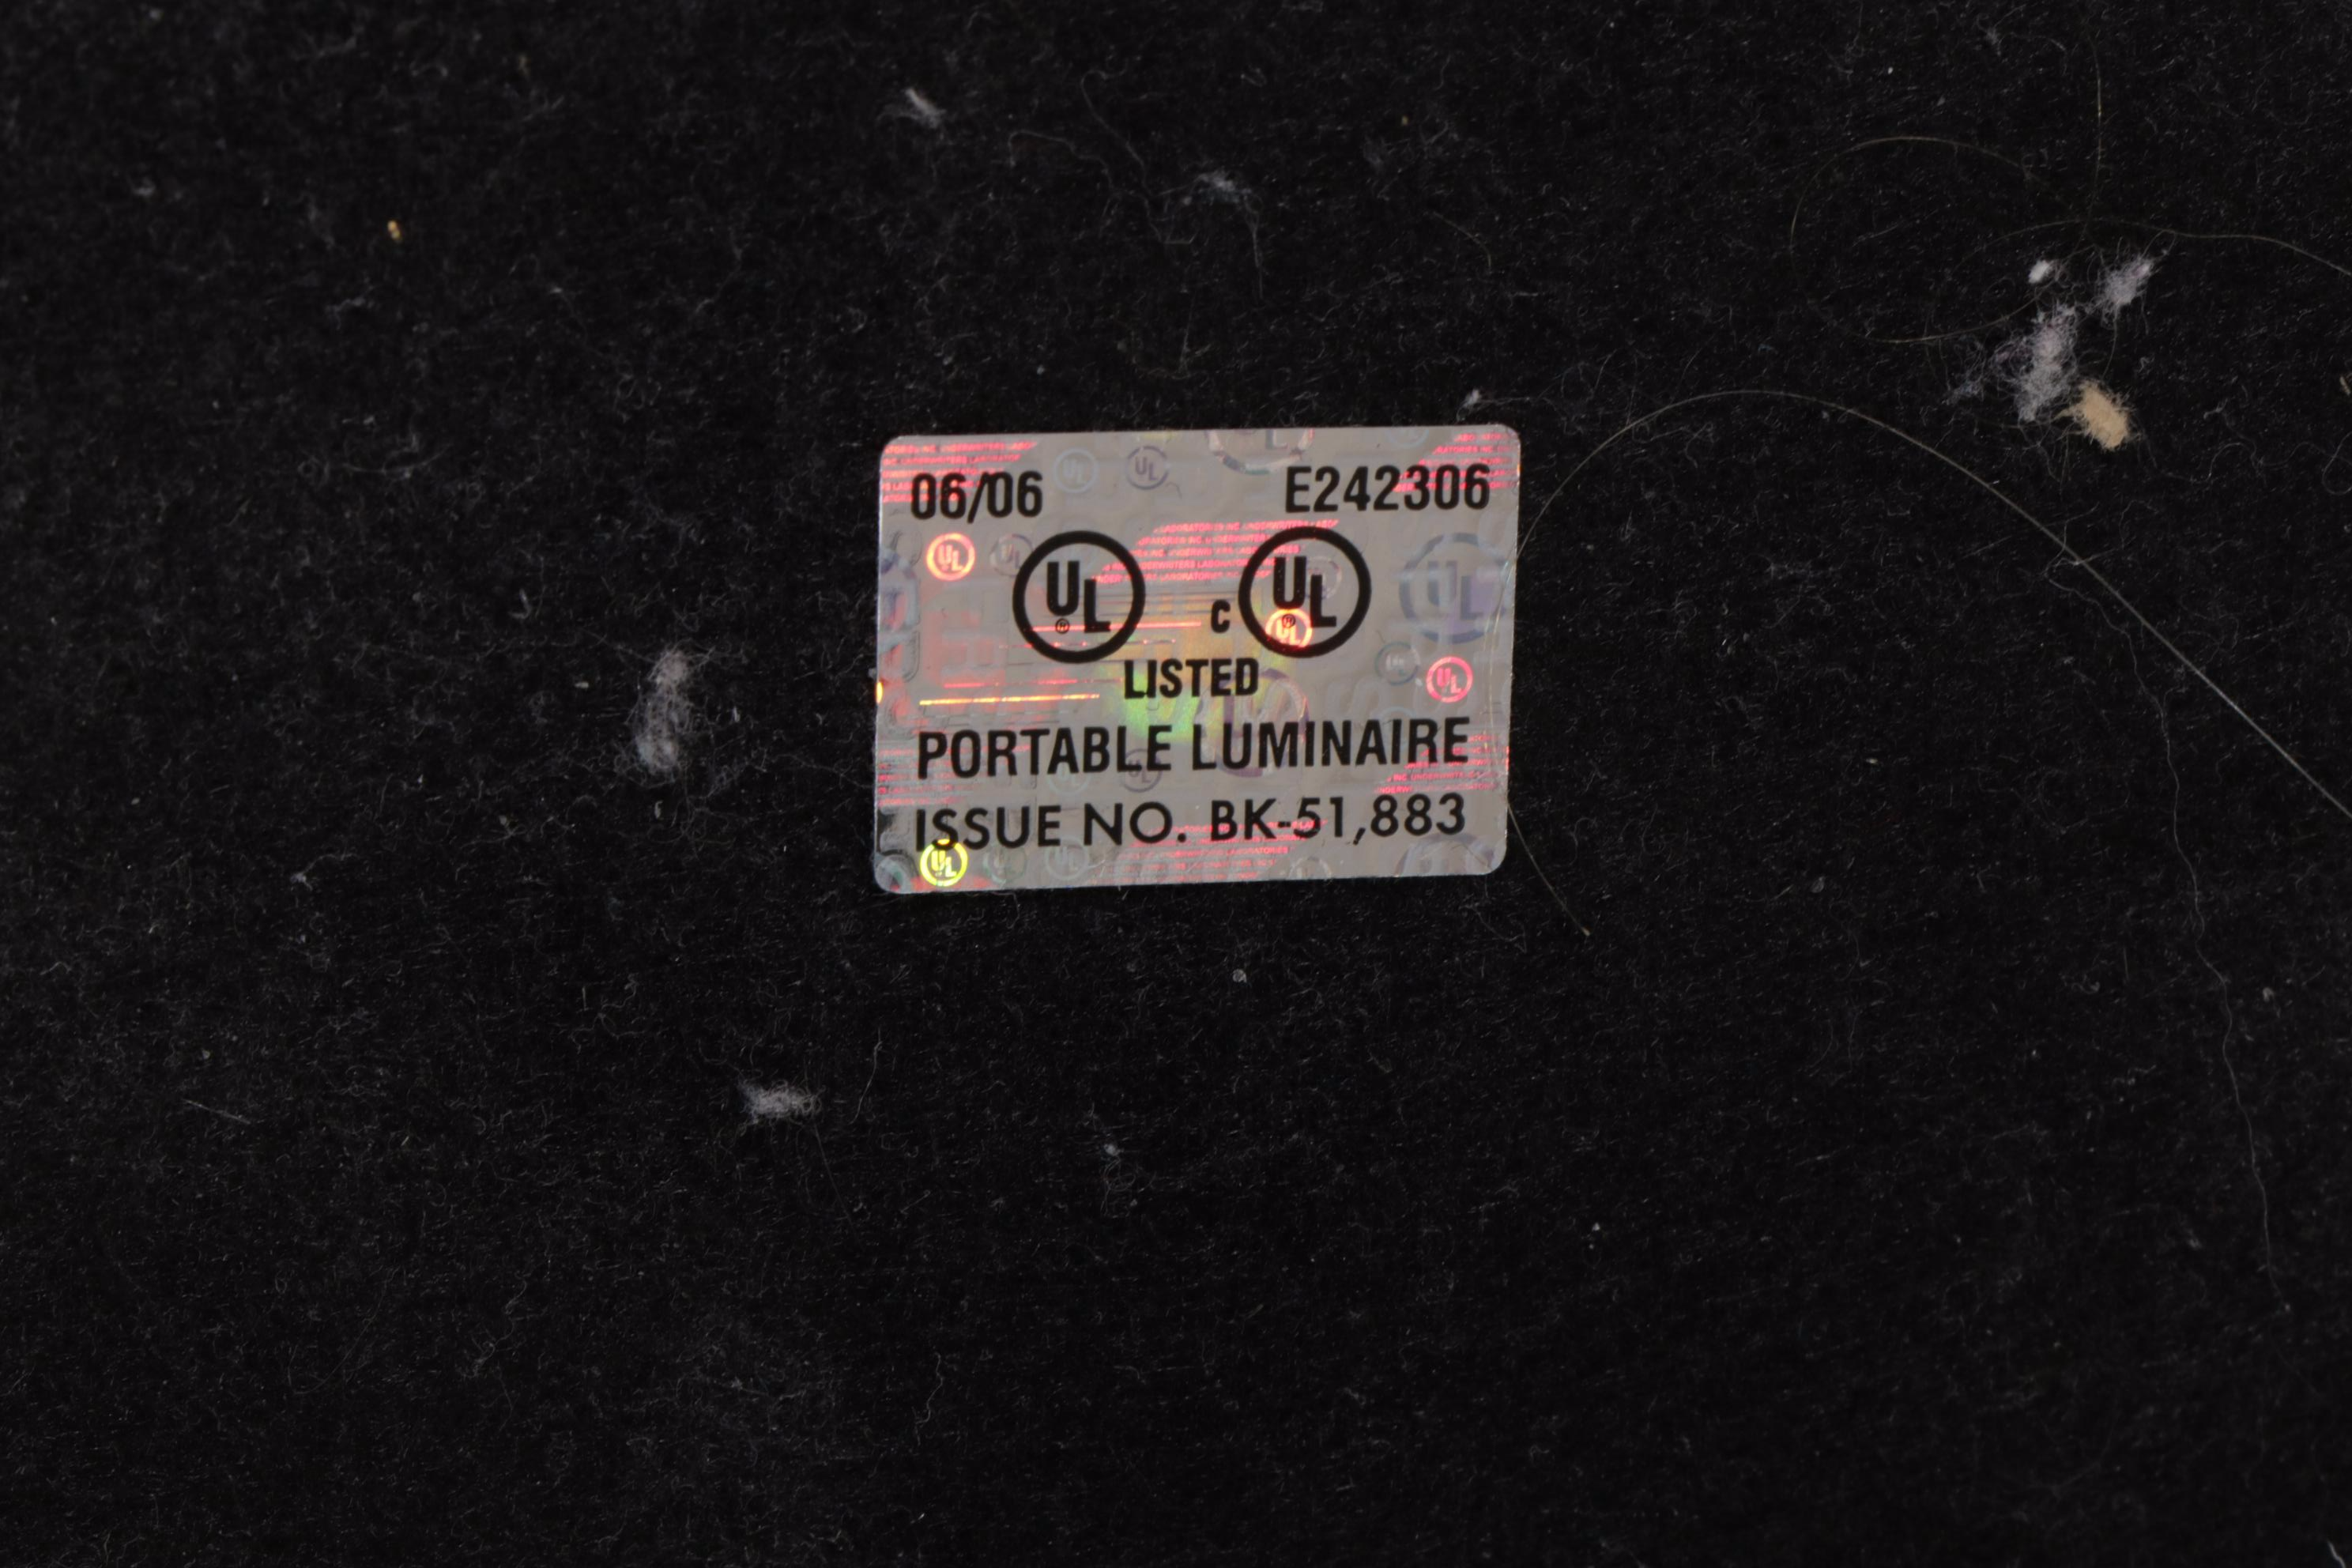 06/06 E242306
UL® c UL®
LISTED
PORTABLE LUMINAIRE
ISSUE NO. BK-51,883